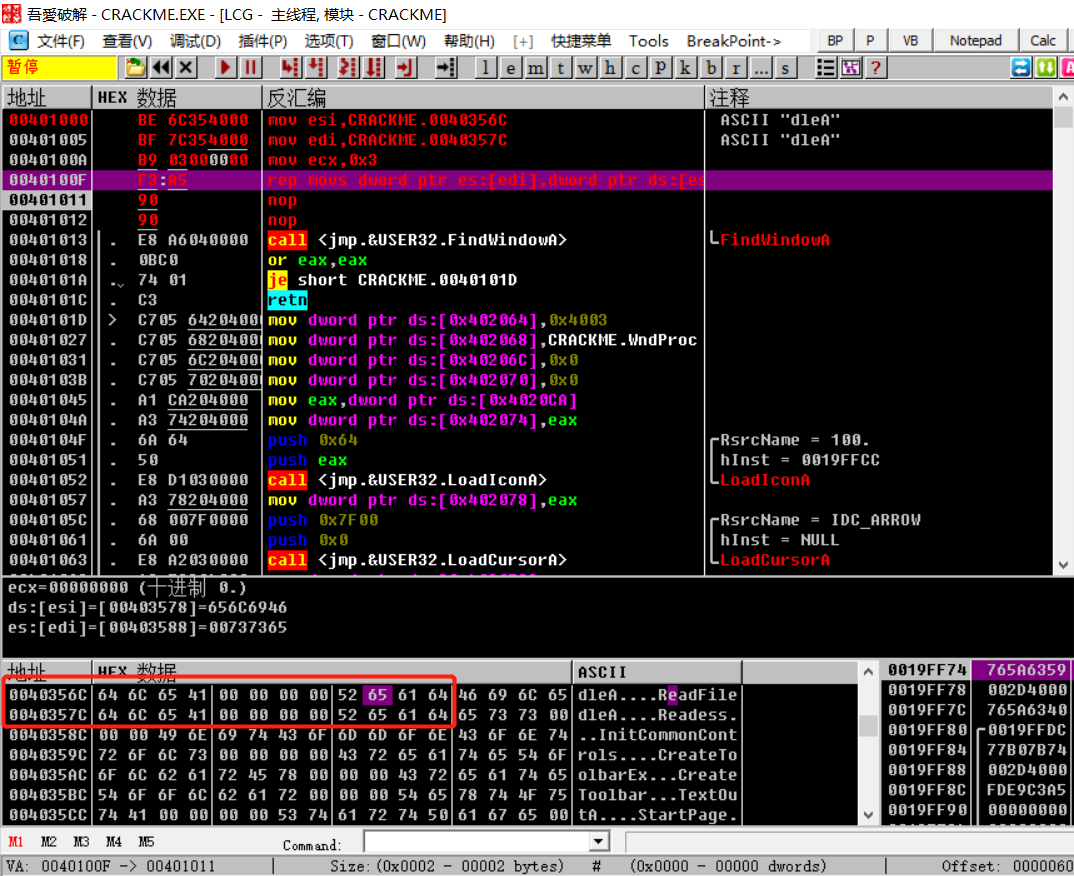 吾愛破解 - CRACKME.EXE - [LCG - 主线程, 模块 - CRACKME]
C 文件(F) 查看(V) 调试(D) 插件(P) 选项(T) 窗口(W) 帮助(H) [+] 快捷菜单 Tools BreakPoint-> BP P VB Notepad Calc
暂停 l e m t w h c P k b r ... s ?
地址 HEX 数据 反汇编 注释
00401000 BE 6C354000 mov esi,CRACKME.0040356C ASCII "dleA"
00401005 BF 7C354000 mov edi,CRACKME.0040357C ASCII "dleA"
0040100A B9 03000000 mov ecx,0x3
0040100F F3:A5 rep movs dword ptr es:[edi],dword ptr ds:[es
00401011 90 nop
00401012 90 nop
00401013 . E8 A6040000 call <jmp.&USER32.FindWindowA> FindWindowA
00401018 . 0BC0 or eax,eax
0040101A . 74 01 je short CRACKME.0040101D
0040101C . C3 retn
0040101D > C705 64204000 mov dword ptr ds:[0x402064],0x4003
00401027 . C705 68204000 mov dword ptr ds:[0x402068],CRACKME.WndProc
00401031 . C705 6C204000 mov dword ptr ds:[0x40206C],0x0
0040103B . C705 70204000 mov dword ptr ds:[0x402070],0x0
00401045 . A1 CA204000 mov eax,dword ptr ds:[0x4020CA]
0040104A . A3 74204000 mov dword ptr ds:[0x402074],eax
0040104F . 6A 64 push 0x64 RsrcName = 100.
00401051 . 50 push eax hInst = 0019FFCC
00401052 . E8 D1030000 call <jmp.&USER32.LoadIconA> LoadIconA
00401057 . A3 78204000 mov dword ptr ds:[0x402078],eax
0040105C . 68 007F0000 push 0x7F00 RsrcName = IDC_ARROW
00401061 . 6A 00 push 0x0 hInst = NULL
00401063 . E8 A2030000 call <jmp.&USER32.LoadCursorA> LoadCursorA
ecx=00000000 (十进制 0.)
ds:[esi]=[00403578]=656C6946
es:[edi]=[00403588]=00737365
地址 HEX 数据 ASCII
0040356C 64 6C 65 41 00 00 00 00 52 65 61 64 46 69 6C 65 dleA....ReadFile
0040357C 64 6C 65 41 00 00 00 00 52 65 61 64 65 73 73 00 dleA....Readess.
0040358C 00 00 49 6E 69 74 43 6F 6D 6D 6F 6E 43 6F 6E 74 ..InitCommonCont
0040359C 72 6F 6C 73 00 00 00 00 43 72 65 61 74 65 54 6F rols....CreateTo
004035AC 6F 6C 62 61 72 45 78 00 00 00 43 72 65 61 74 65 olbarEx...Create
004035BC 54 6F 6F 6C 62 61 72 00 00 00 54 65 78 74 4F 75 Toolbar...TextOu
004035CC 74 41 00 00 00 00 53 74 61 72 74 50 61 67 65 00 tA....StartPage.
0019FF74 765A6359
0019FF78 002D4000
0019FF7C 765A6340
0019FF80 0019FFDC
0019FF84 77B07B74
0019FF88 002D4000
0019FF8C FDE9C3A5
0019FF90 00000000
M1 M2 M3 M4 M5 Command:
VA: 0040100F -> 00401011 Size:(0x0002 - 00002 bytes) # (0x0000 - 00000 dwords) Offset: 0000060